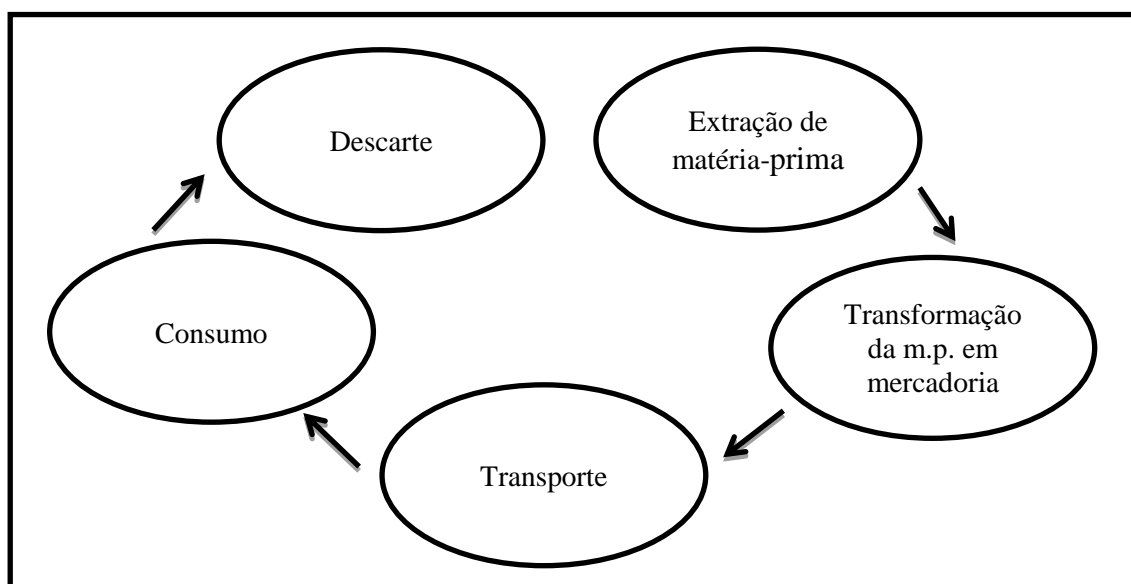 Descarte
Extração de
matéria-prima
Transformação
da m.p. em
mercadoria
Transporte
Consumo